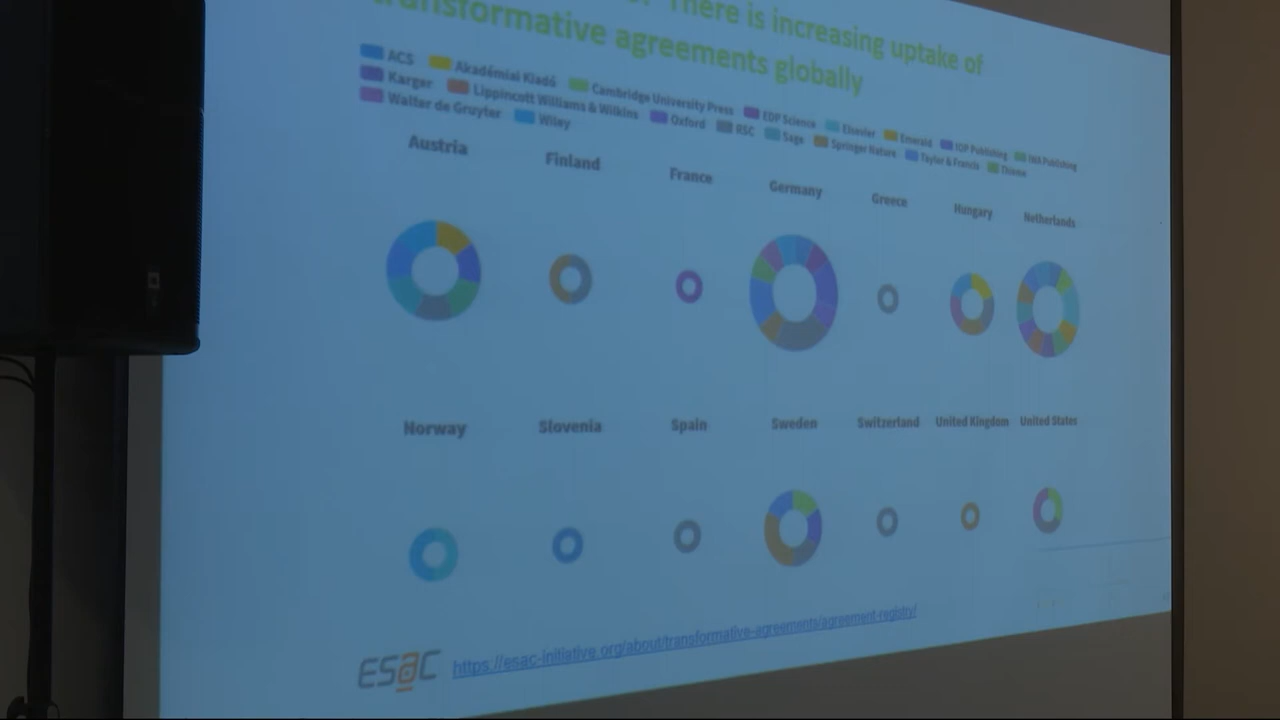 There is increasing uptake of
transformative agreements globally
ACS Akadémiai Kiadó Cambridge University Press EDP Science Elsevier Emerald IOP Publishing IWA Publishing
Karger Lippincott Williams & Wilkins Oxford RSC Sage Springer Nature Taylor & Francis Thieme
Walter de Gruyter Wiley
Austria Finland France Germany Greece Hungary Netherlands
Norway Slovenia Spain Sweden Switzerland United Kingdom United States
ESAC https://esac-initiative.org/about/transformative-agreements/agreement-registry/